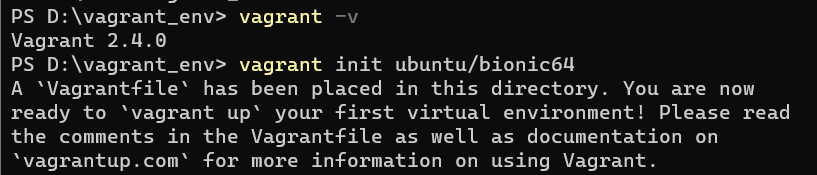 PS D:\vagrant_env> vagrant -v
Vagrant 2.4.0
PS D:\vagrant_env> vagrant init ubuntu/bionic64
A `Vagrantfile` has been placed in this directory. You are now
ready to `vagrant up` your first virtual environment! Please read
the comments in the Vagrantfile as well as documentation on
`vagrantup.com` for more information on using Vagrant.